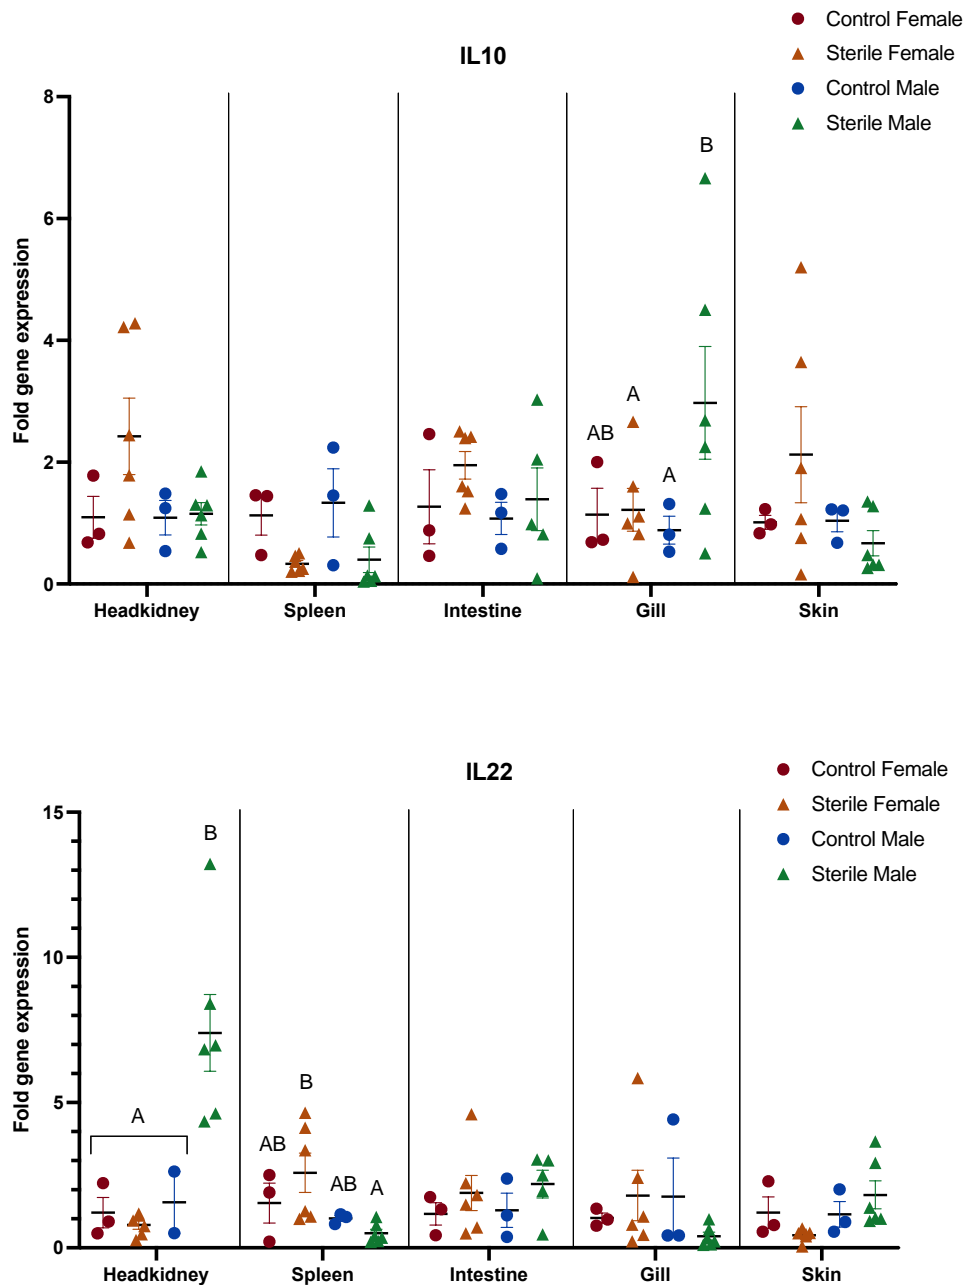 Control Female
Sterile Female
Control Male
Sterile Male
IL10
Fold gene expression
8
6
4
2
0
B
A
AB
A
Headkidney Spleen Intestine Gill Skin
IL22
Control Female
Sterile Female
Control Male
Sterile Male
Fold gene expression
15
10
5
0
B
A
B
AB
AB
A
Headkidney Spleen Intestine Gill Skin